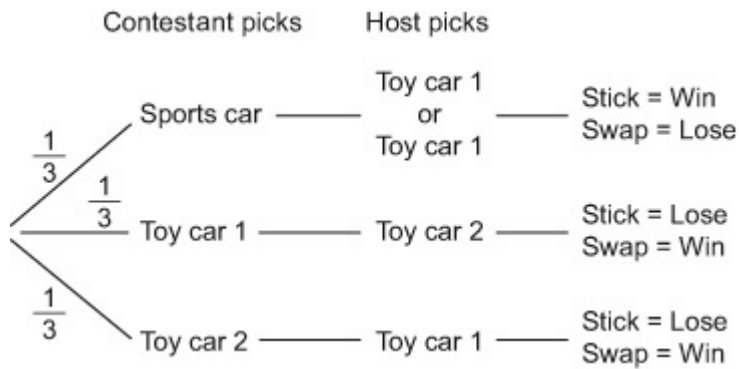 Contestant picks Host picks
Toy car 1
Sports car or Stick = Win
Toy car 1 Swap = Lose
1
3
1
3
Toy car 1 Toy car 2 Stick = Lose
Swap = Win
1
3
Toy car 2 Toy car 1 Stick = Lose
Swap = Win